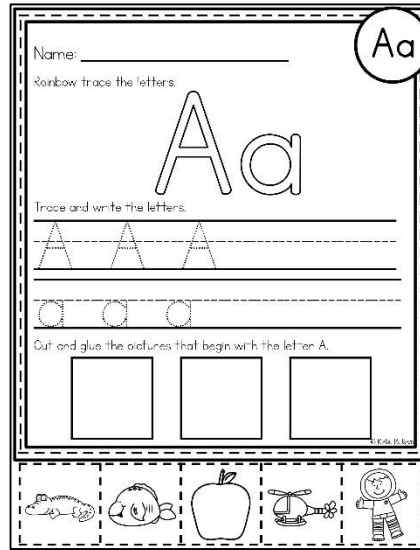 Aa
Name:
Rainbow trace the letters.
Aa
Trace and write the letters.
A A A
a a a
Cut and glue the pictures that begin with the letter A.